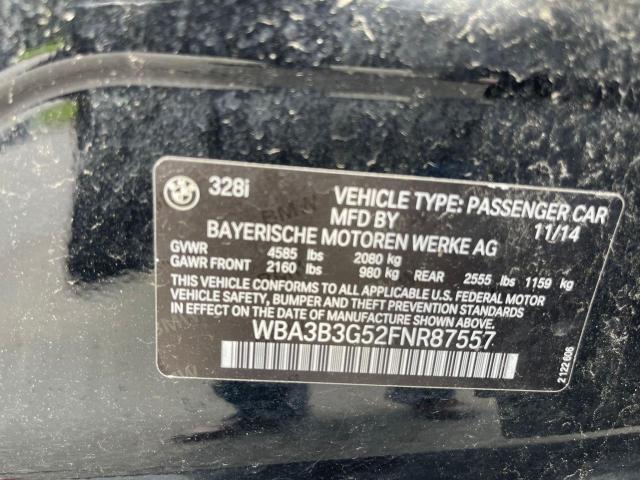 328i
VEHICLE TYPE: PASSENGER CAR
MFD BY 11/14
BAYERISCHE MOTOREN WERKE AG
GVWR 4585 lbs 2080 kg
GAWR FRONT 2160 lbs 980 kg REAR 2555 lbs 1159 kg
THIS VEHICLE CONFORMS TO ALL APPLICABLE U.S. FEDERAL MOTOR
VEHICLE SAFETY, BUMPER AND THEFT PREVENTION STANDARDS
IN EFFECT ON THE DATE OF MANUFACTURE SHOWN ABOVE.
WBA3B3G52FNR87557
2122606